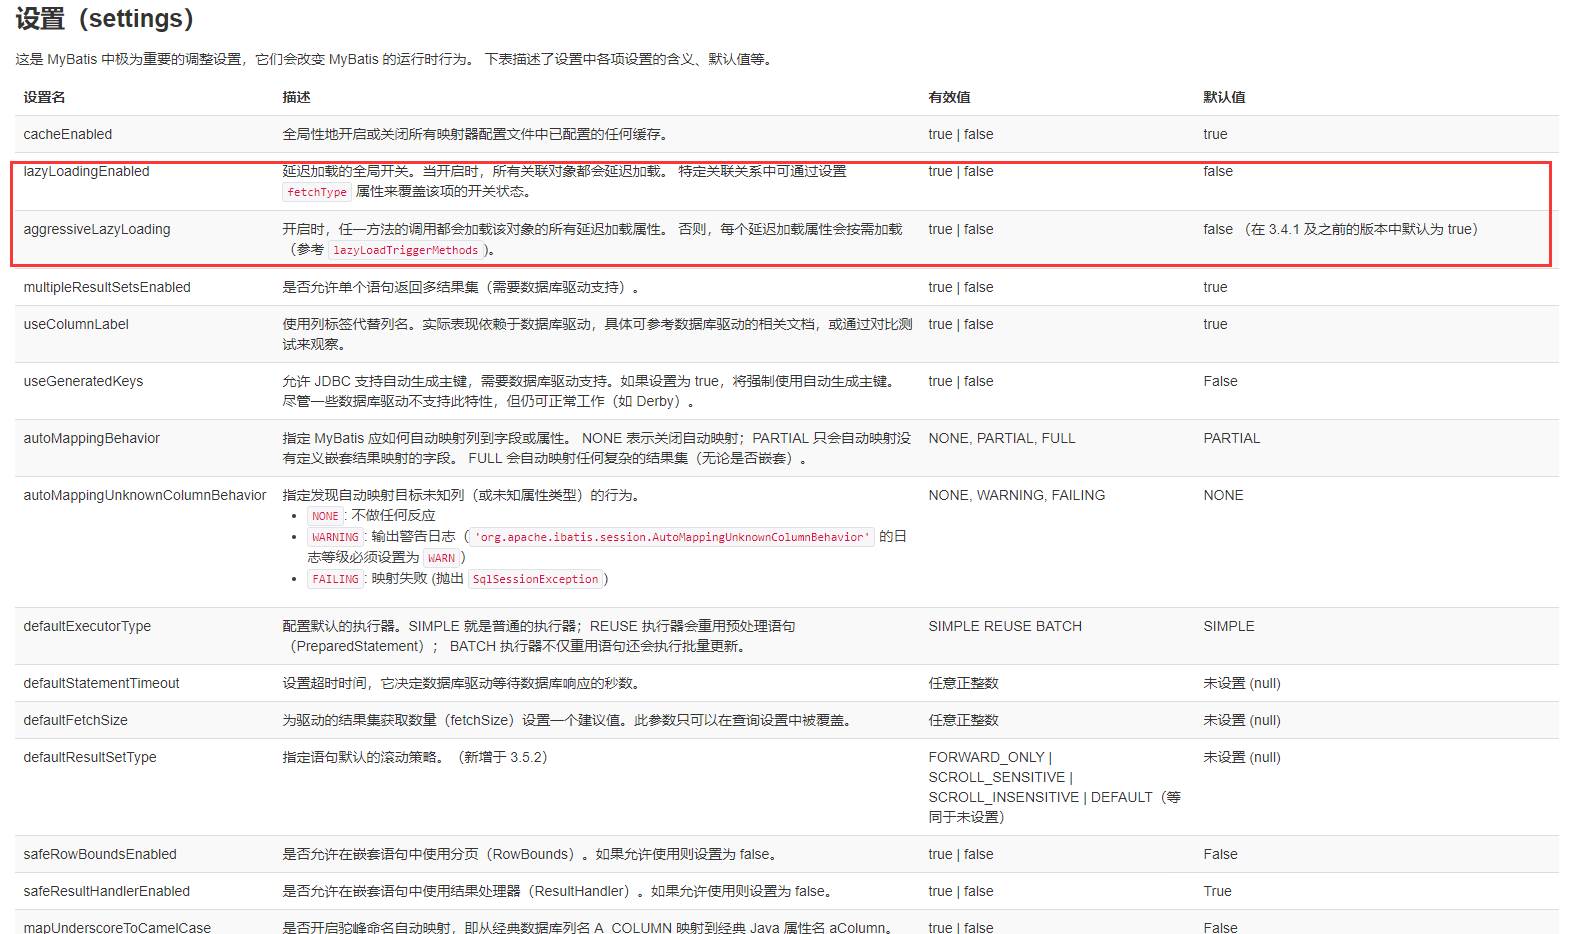 设置（settings）
这是 MyBatis 中极为重要的调整设置，它们会改变 MyBatis 的运行时行为。 下表描述了设置中各项设置的含义、默认值等。
设置名 描述 有效值 默认值
cacheEnabled 全局性地开启或关闭所有映射器配置文件中已配置的任何缓存。 true | false true
lazyLoadingEnabled 延迟加载的全局开关。当开启时，所有关联对象都会延迟加载。 特定关联关系中可通过设置 true | false false
fetchType 属性来覆盖该项的开关状态。
aggressiveLazyLoading 开启时，任一方法的调用都会加载该对象的所有延迟加载属性。 否则，每个延迟加载属性会按需加载 true | false false （在 3.4.1 及之前的版本中默认为 true）
（参考 lazyLoadTriggerMethods)。
multipleResultSetsEnabled 是否允许单个语句返回多结果集（需要数据库驱动支持）。 true | false true
useColumnLabel 使用列标签代替列名。实际表现依赖于数据库驱动，具体可参考数据库驱动的相关文档，或通过对比测 true | false true
试来观察。
useGeneratedKeys 允许 JDBC 支持自动生成主键，需要数据库驱动支持。如果设置为 true，将强制使用自动生成主键。 true | false False
尽管一些数据库驱动不支持此特性，但仍可正常工作（如 Derby）。
autoMappingBehavior 指定 MyBatis 应如何自动映射列到字段或属性。 NONE 表示关闭自动映射；PARTIAL 只会自动映射没 NONE, PARTIAL, FULL PARTIAL
有定义嵌套结果映射的字段。 FULL 会自动映射任何复杂的结果集（无论是否嵌套）。
autoMappingUnknownColumnBehavior 指定发现自动映射目标未知列（或未知属性类型）的行为。 NONE, WARNING, FAILING NONE
• NONE: 不做任何反应
• WARNING: 输出警告日志（'org.apache.ibatis.session.AutoMappingUnknownColumnBehavior' 的日
志等级必须设置为 WARN)
• FAILING: 映射失败 (抛出 SqlSessionException)
defaultExecutorType 配置默认的执行器。SIMPLE 就是普通的执行器；REUSE 执行器会重用预处理语句 SIMPLE REUSE BATCH SIMPLE
（PreparedStatement）； BATCH 执行器不仅重用语句还会执行批量更新。
defaultStatementTimeout 设置超时时间，它决定数据库驱动等待数据库响应的秒数。 任意正整数 未设置 (null)
defaultFetchSize 为驱动的结果集获取数量（fetchSize）设置一个建议值。此参数只可以在查询设置中被覆盖。 任意正整数 未设置 (null)
defaultResultSetType 指定语句默认的滚动策略。（新增于 3.5.2） FORWARD_ONLY | 未设置 (null)
SCROLL_SENSITIVE |
SCROLL_INSENSITIVE | DEFAULT（等
同于未设置）
safeRowBoundsEnabled 是否允许在嵌套语句中使用分页（RowBounds）。如果允许使用则设置为 false。 true | false False
safeResultHandlerEnabled 是否允许在嵌套语句中使用结果处理器（ResultHandler）。如果允许使用则设置为 false。 true | false True
mapUnderscoreToCamelCase 是否开启驼峰命名自动映射，即从经典数据库列名 A_COLUMN 映射到经典 Java 属性名 aColumn。 true | false False